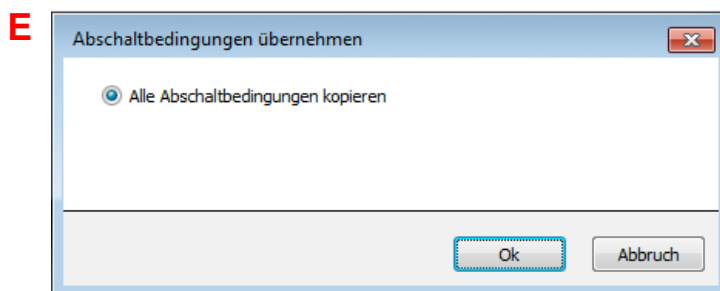 E
Abschaltbedingungen übernehmen
Alle Abschaltbedingungen kopieren
Ok Abbruch